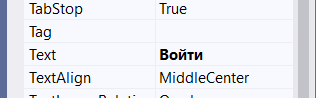 TabStop True
Tag
Text Войти
TextAlign MiddleCenter